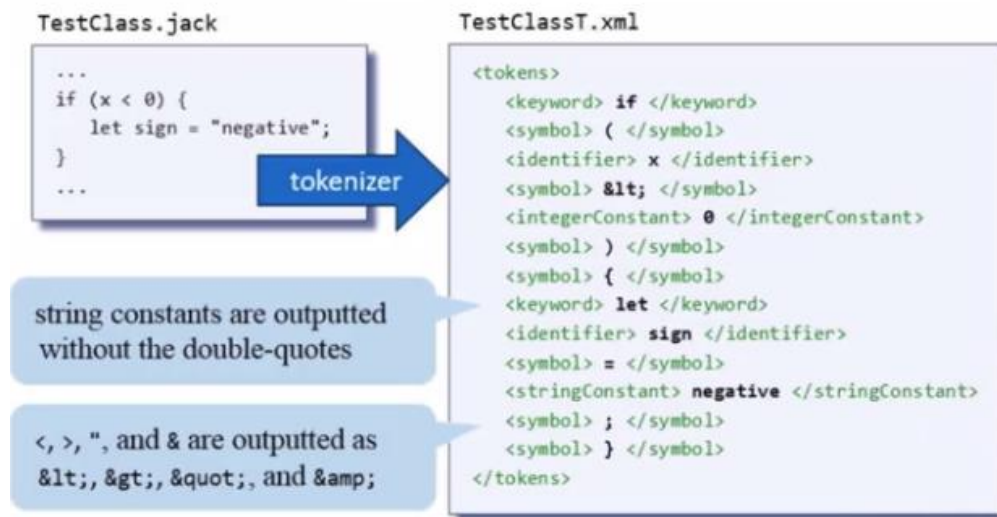 TestClass.jack
...
if (x < 0) {
let sign = "negative";
}
...
tokenizer
string constants are outputted
without the double-quotes
<, >, ", and & are outputted as
&lt;, &gt;, &quot;, and &amp;
TestClassT.xml
<tokens>
<keyword> if </keyword>
<symbol> ( </symbol>
<identifier> x </identifier>
<symbol> &lt; </symbol>
<integerConstant> 0 </integerConstant>
<symbol> ) </symbol>
<symbol> { </symbol>
<keyword> let </keyword>
<identifier> sign </identifier>
<symbol> = </symbol>
<stringConstant> negative </stringConstant>
<symbol> ; </symbol>
<symbol> } </symbol>
</tokens>